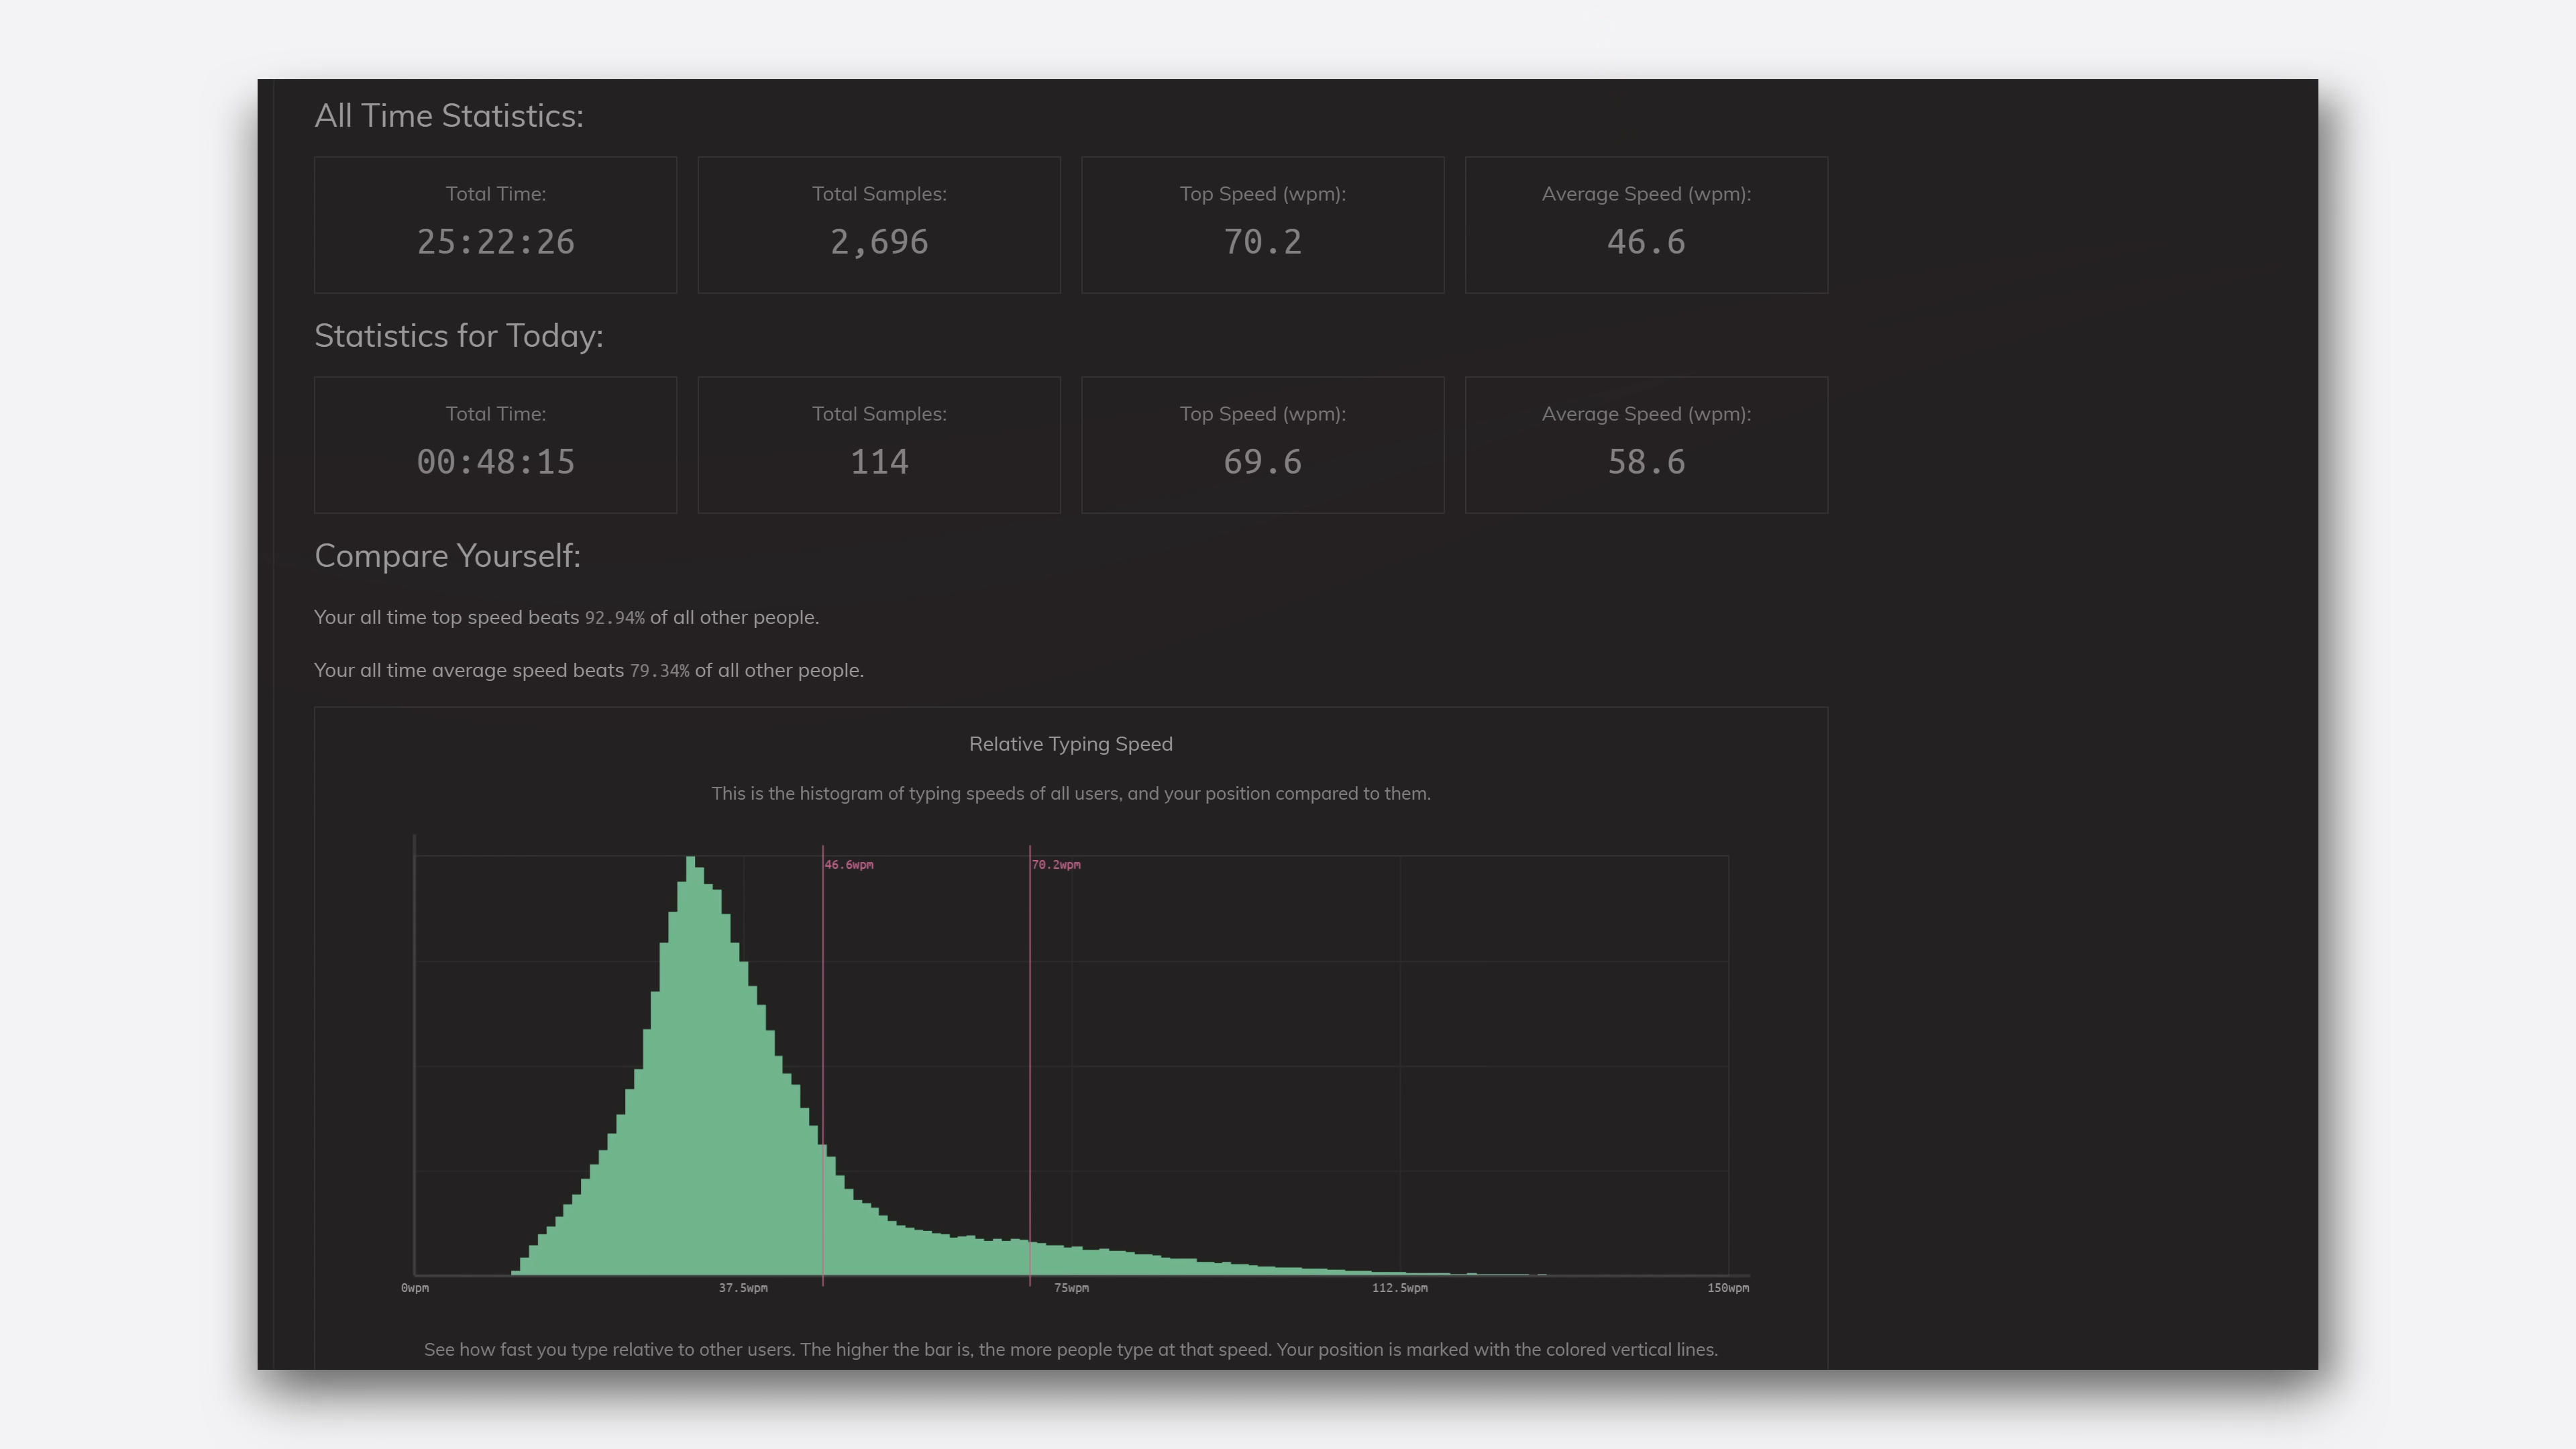 All Time Statistics:
Total Time:
25:22:26
Total Samples:
2,696
Top Speed (wpm):
70.2
Average Speed (wpm):
46.6
Statistics for Today:
Total Time:
00:48:15
Total Samples:
114
Top Speed (wpm):
69.6
Average Speed (wpm):
58.6
Compare Yourself:
Your all time top speed beats 92.94% of all other people.
Your all time average speed beats 79.34% of all other people.
Relative Typing Speed
This is the histogram of typing speeds of all users, and your position compared to them.
46.6wpm
70.2wpm
0wpm
37.5wpm
75wpm
112.5wpm
150wpm
See how fast you type relative to other users. The higher the bar is, the more people type at that speed. Your position is marked with the colored vertical lines.